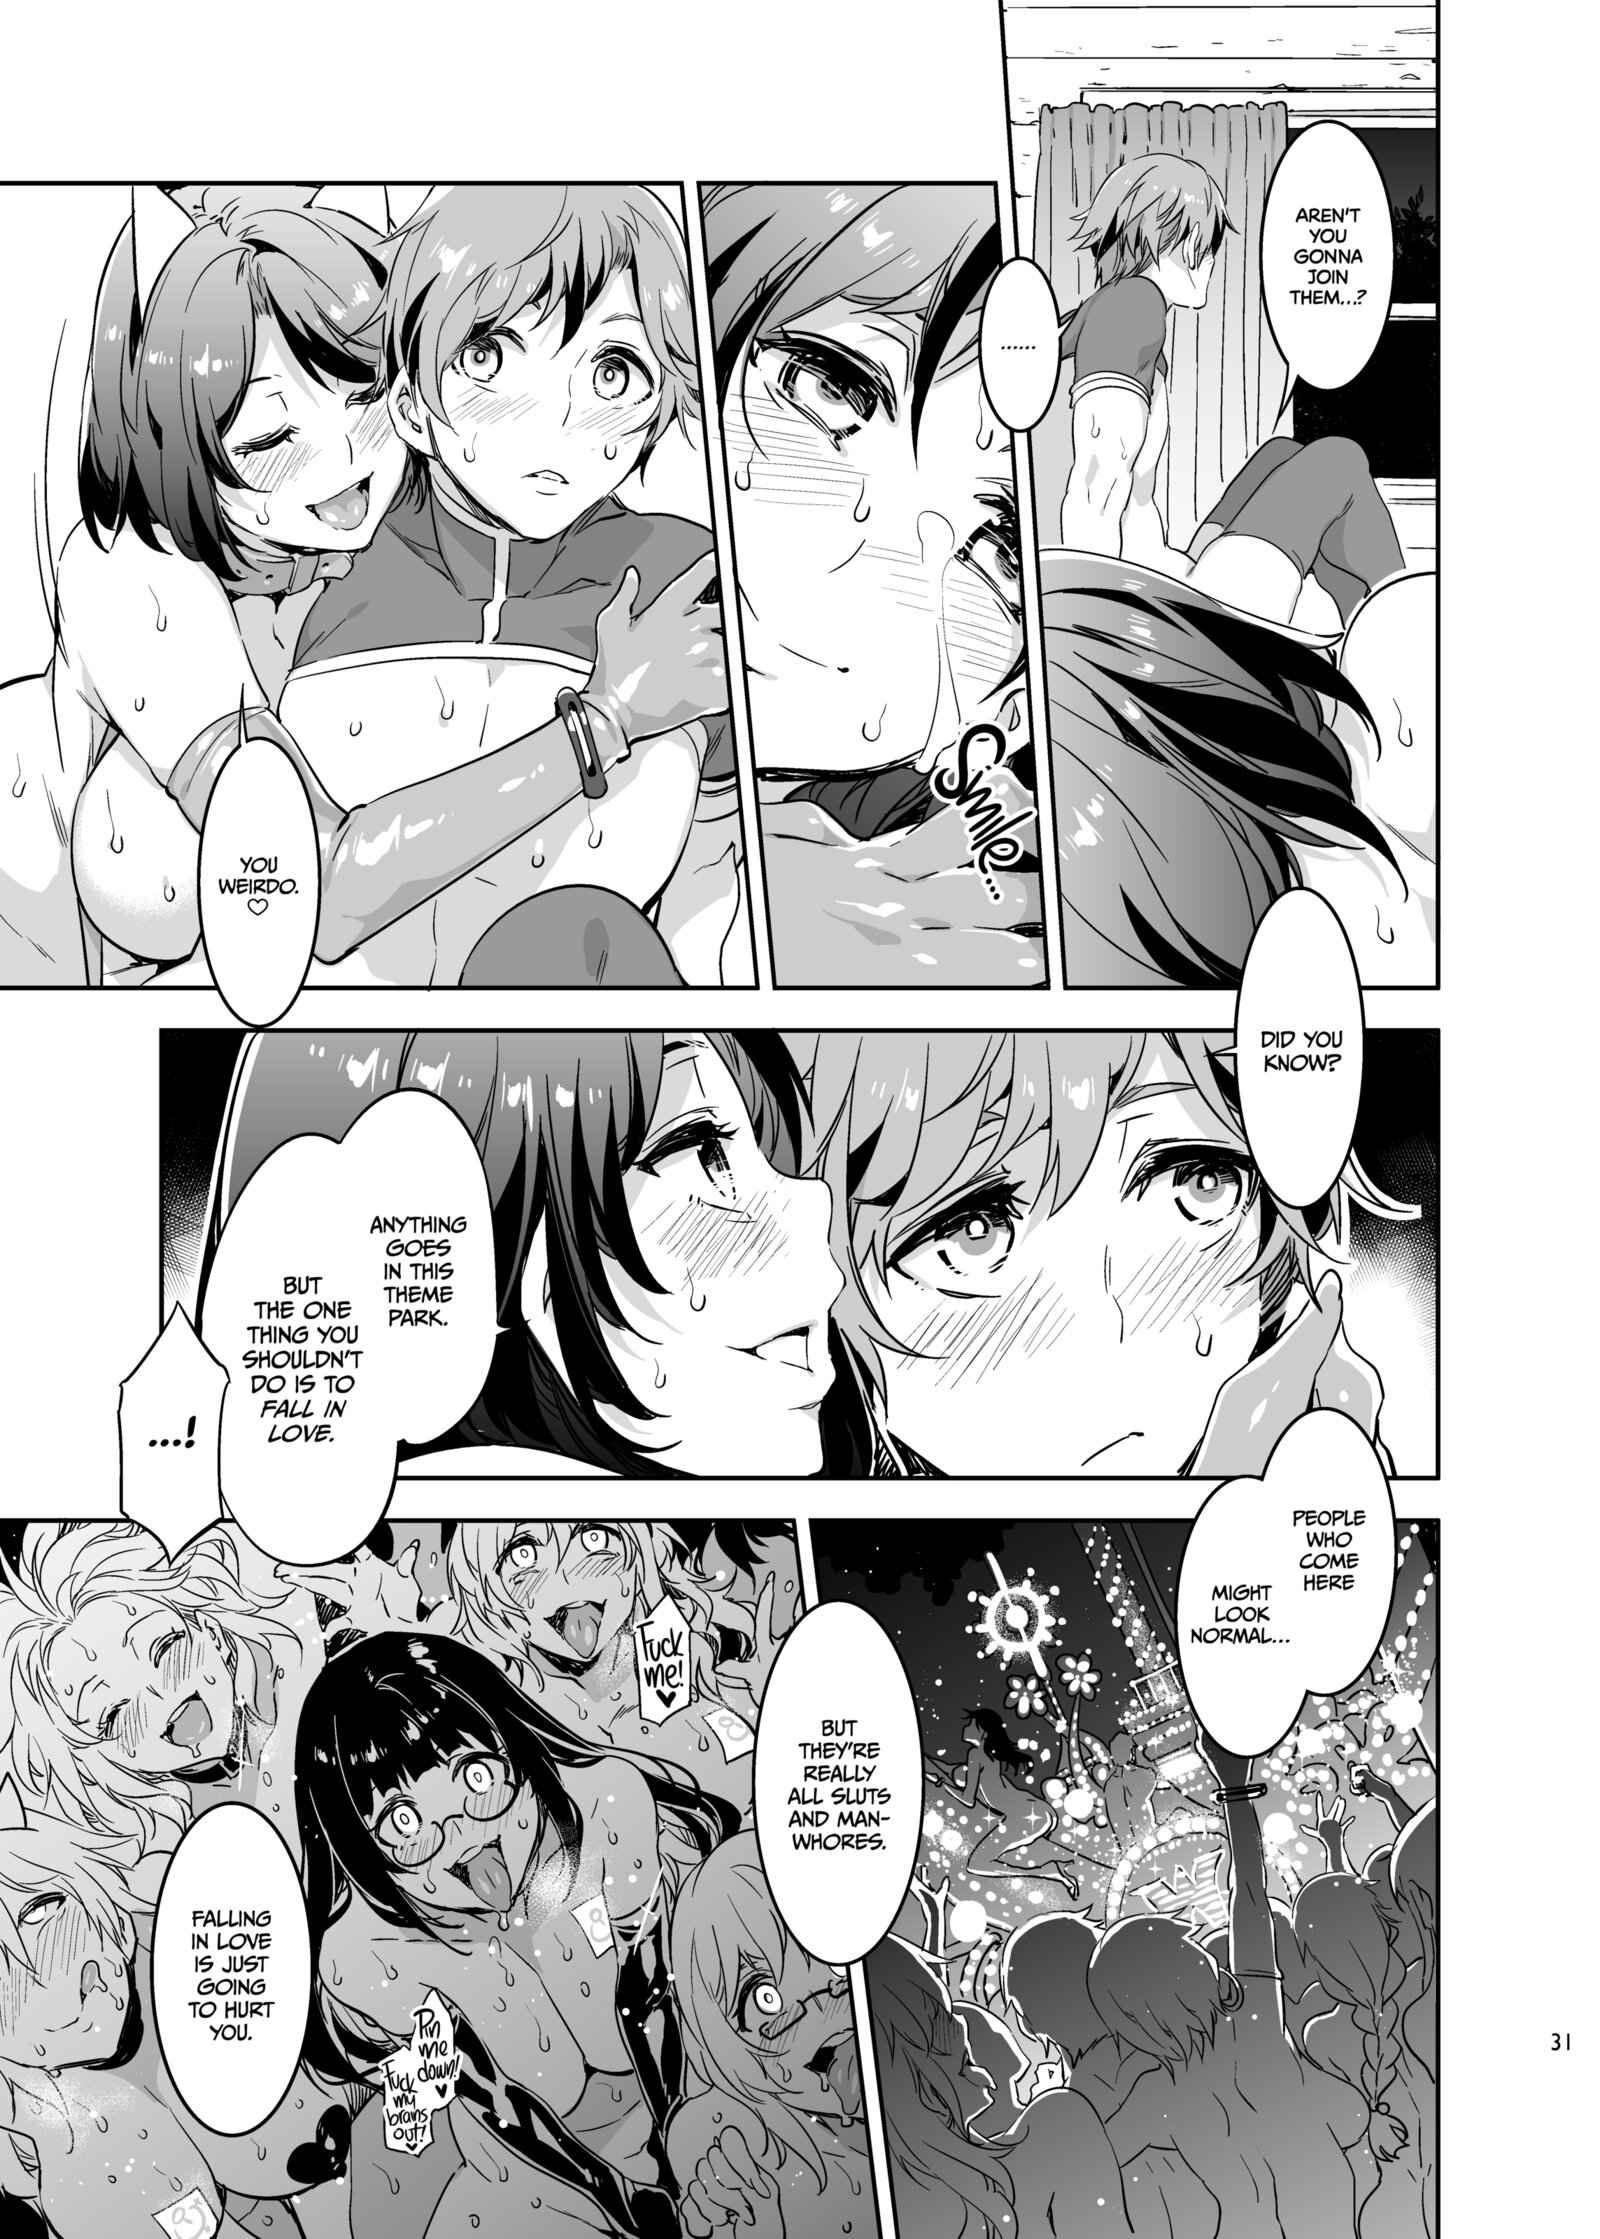 AREN'T
YOU
GONNA
JOIN
THEM...?
......
Smile...
YOU
WEIRDO.
♡
DID YOU
KNOW?
ANYTHING
GOES
IN THIS
THEME
PARK.
BUT
THE ONE
THING YOU
SHOULDN'T
DO IS TO
FALL IN
LOVE.
...!
PEOPLE
WHO
COME
HERE
MIGHT
LOOK
NORMAL...
BUT
THEY'RE
REALLY
ALL SLUTS
AND MAN-
WHORES.
Fuck
me!
♥
FALLING
IN LOVE
IS JUST
GOING
TO HURT
YOU.
Pin
me
down!
♥
Fuck
my
brains
out!
♥
31